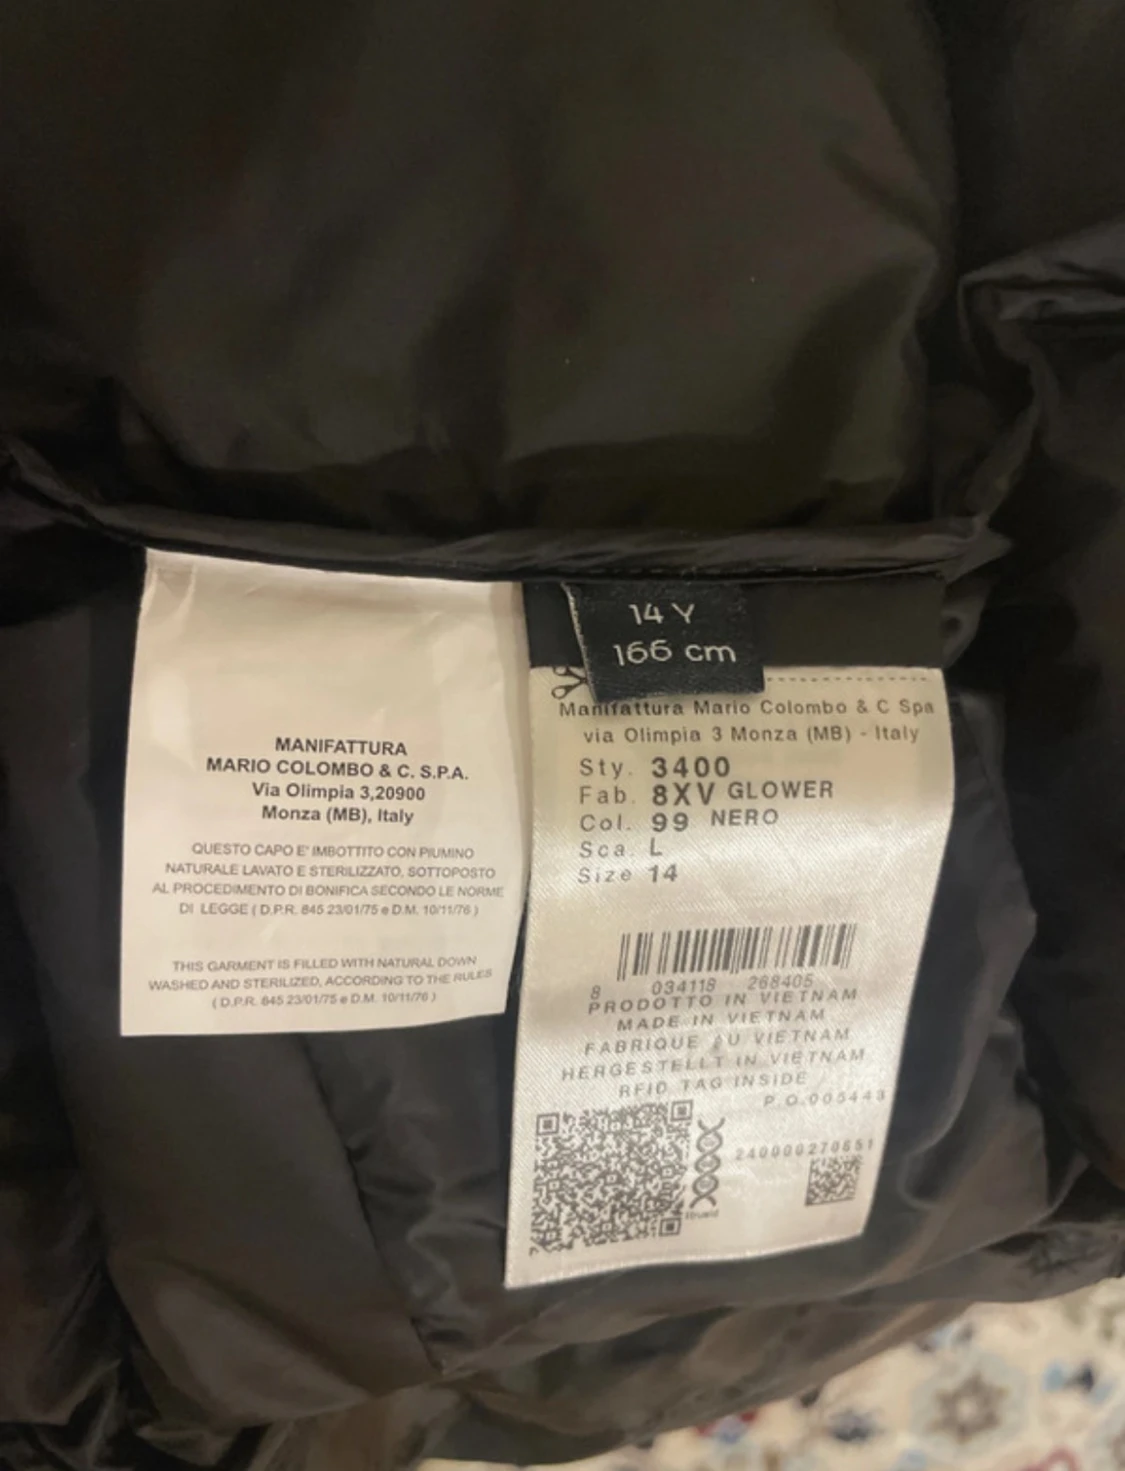 MANIFATTURA
MARIO COLOMBO & C. S.P.A.
Via Olimpia 3,20900
Monza (MB), Italy
QUESTO CAPO E' IMBOTTITO CON PIUMINO
NATURALE LAVATO E STERILIZZATO, SOTTOPOSTO
AL PROCEDIMENTO DI BONIFICA SECONDO LE NORME
DI LEGGE ( D.P.R. 845 23/01/75 e D.M. 10/11/76 )
THIS GARMENT IS FILLED WITH NATURAL DOWN
WASHED AND STERILIZED, ACCORDING TO THE RULES
( D.P.R. 845 23/01/75 e D.M. 10/11/76 )
14 Y
166 cm
Manifattura Mario Colombo & C Spa
via Olimpia 3 Monza (MB) - Italy
Sty. 3400
Fab. 8XV GLOWER
Col. 99 NERO
Sca. L
Size 14
8 034118 268405
PRODOTTO IN VIETNAM
MADE IN VIETNAM
FABRIQUE AU VIETNAM
HERGESTELLT IN VIETNAM
RFID TAG INSIDE
P.O.005443
240000270651